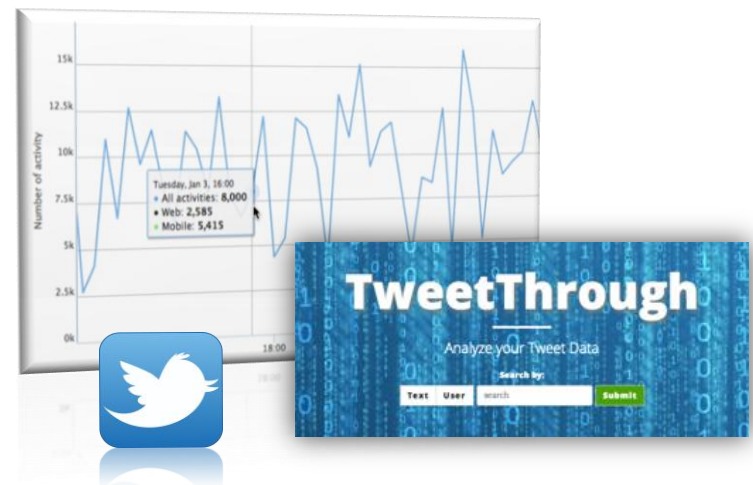 15k
12.5k
10k
7.5k
5k
2.5k
0k
Number of activity
Tuesday, Jan 3, 16:00
All activities: 8,000
Web: 2,585
Mobile: 5,415
18:00
TweetThrough
Analyze your Tweet Data
Search by:
Text User search Submit